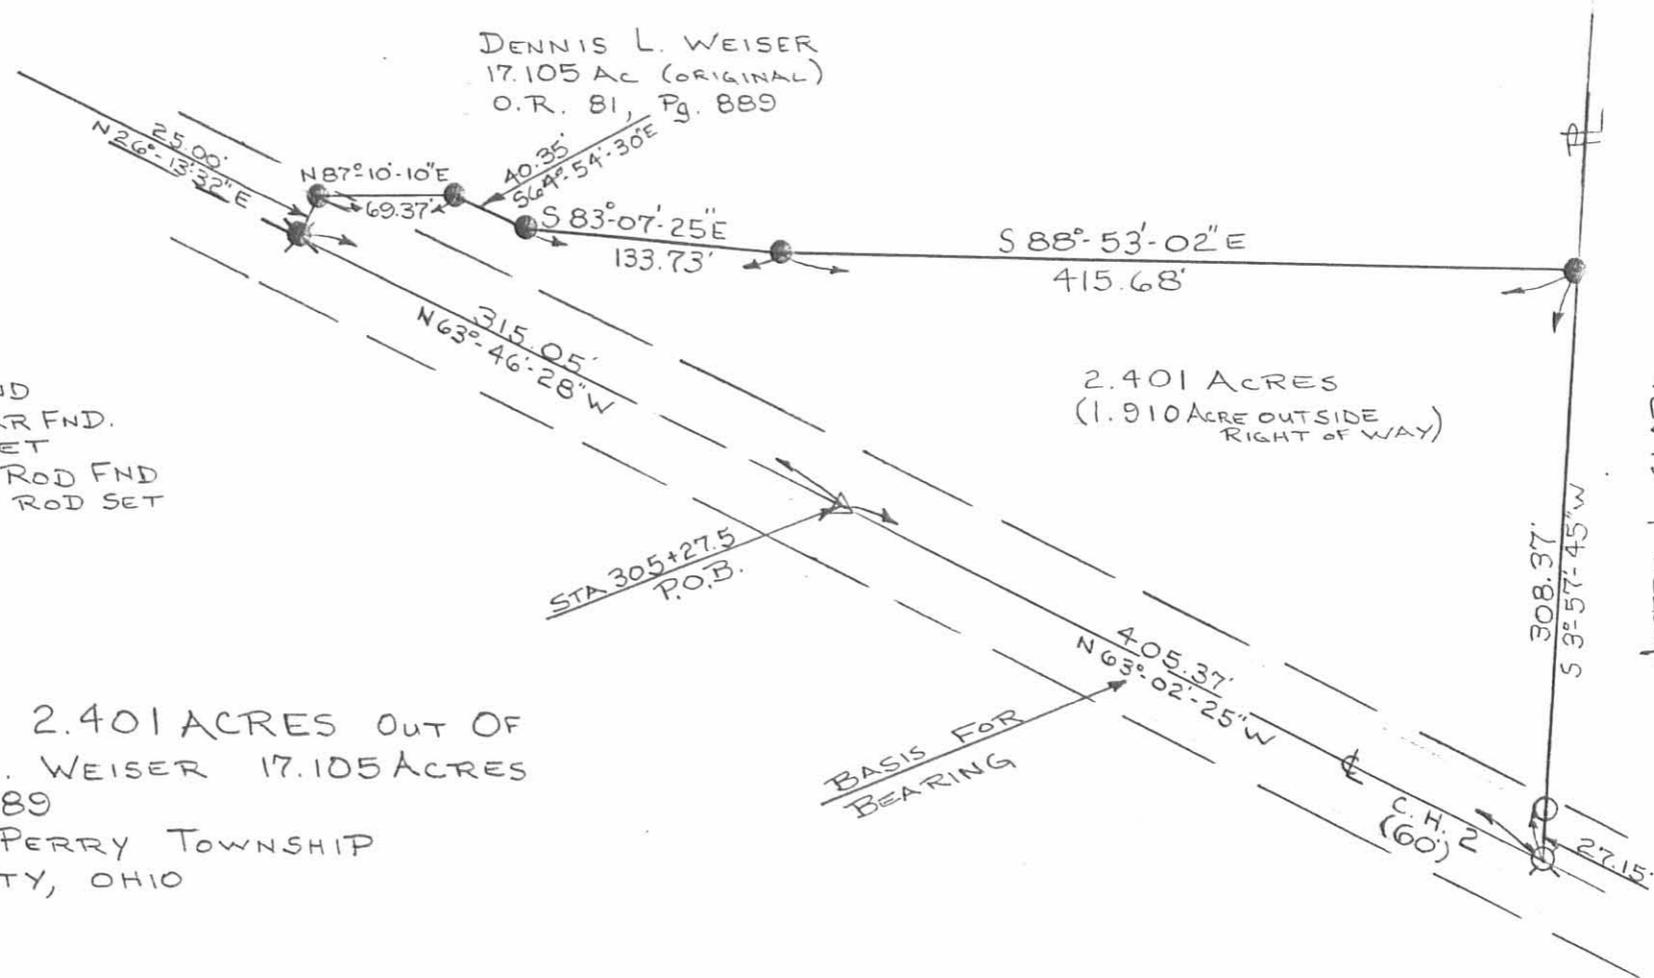 DENNIS L. WEISER
17.105 AC (ORIGINAL)
O.R. 81, Pg. 889
25.00'
N 26°-13'-32" E
N 87°-10'-10" E
69.37'
40.35'
S 64°-54'-30" E
S 83°-07'-25" E
133.73'
S 88°-53'-02" E
415.68'
PL
315.05'
N 63°-46'-28" W
2.401 ACRES
(1.910 ACRE OUTSIDE
RIGHT OF WAY)
ND
R FND.
ET
ROD FND
ROD SET
308.37'
S 3°-57'-45" W
STA 305+27.5
P.O.B.
405.37'
N 63°-02'-25" W
BASIS FOR
BEARING
℄
C.H. 2
(60')
27.15'
2.401 ACRES OUT OF
. WEISER 17.105 ACRES
89
PERRY TOWNSHIP
TY, OHIO